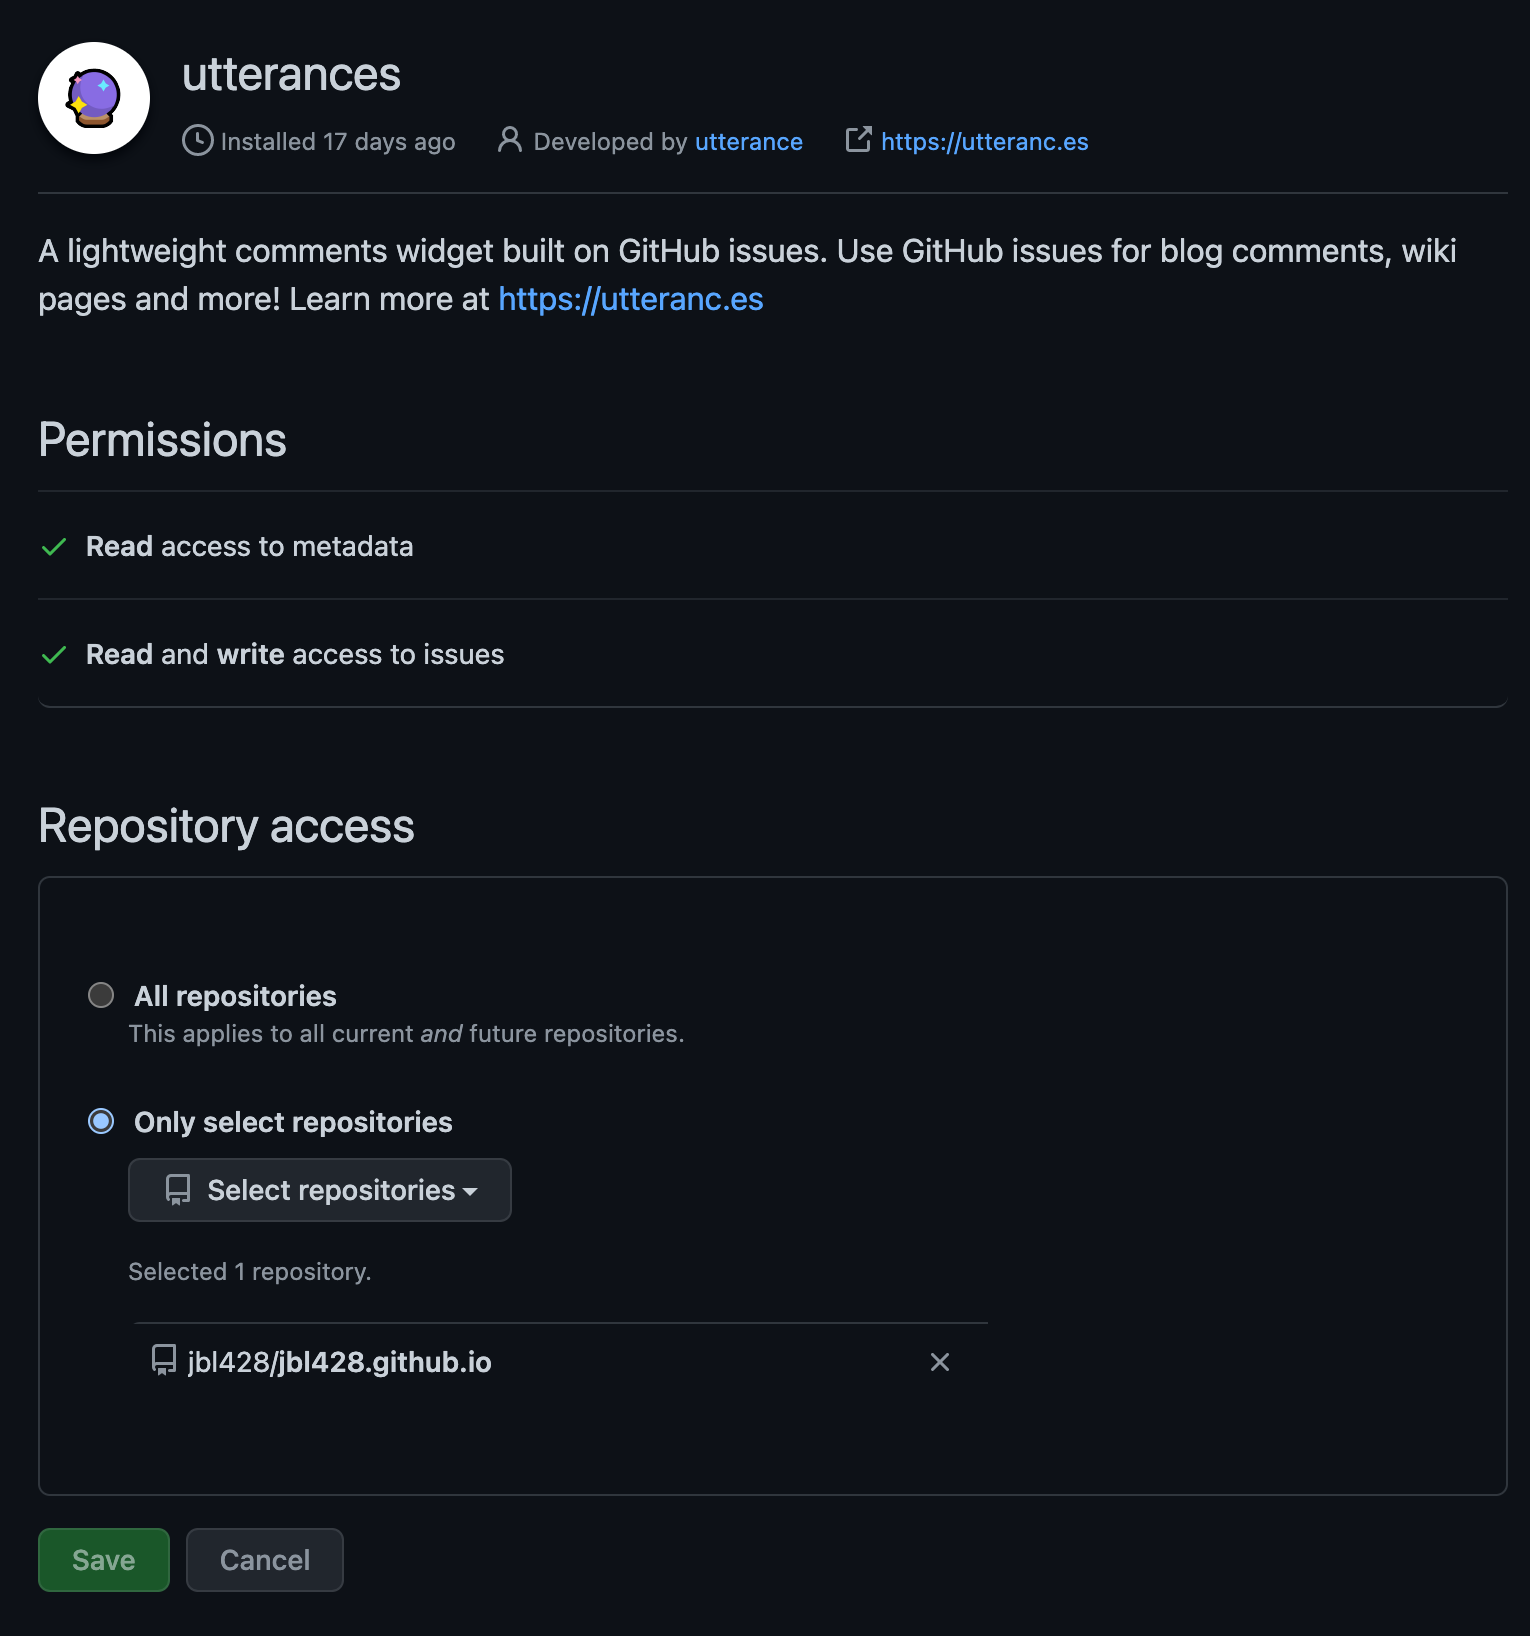 utterances
Installed 17 days ago Developed by utterance https://utteranc.es
A lightweight comments widget built on GitHub issues. Use GitHub issues for blog comments, wiki
pages and more! Learn more at https://utteranc.es
Permissions
Read access to metadata
Read and write access to issues
Repository access
All repositories
This applies to all current and future repositories.
Only select repositories
Select repositories
Selected 1 repository.
jbl428/jbl428.github.io
Save Cancel